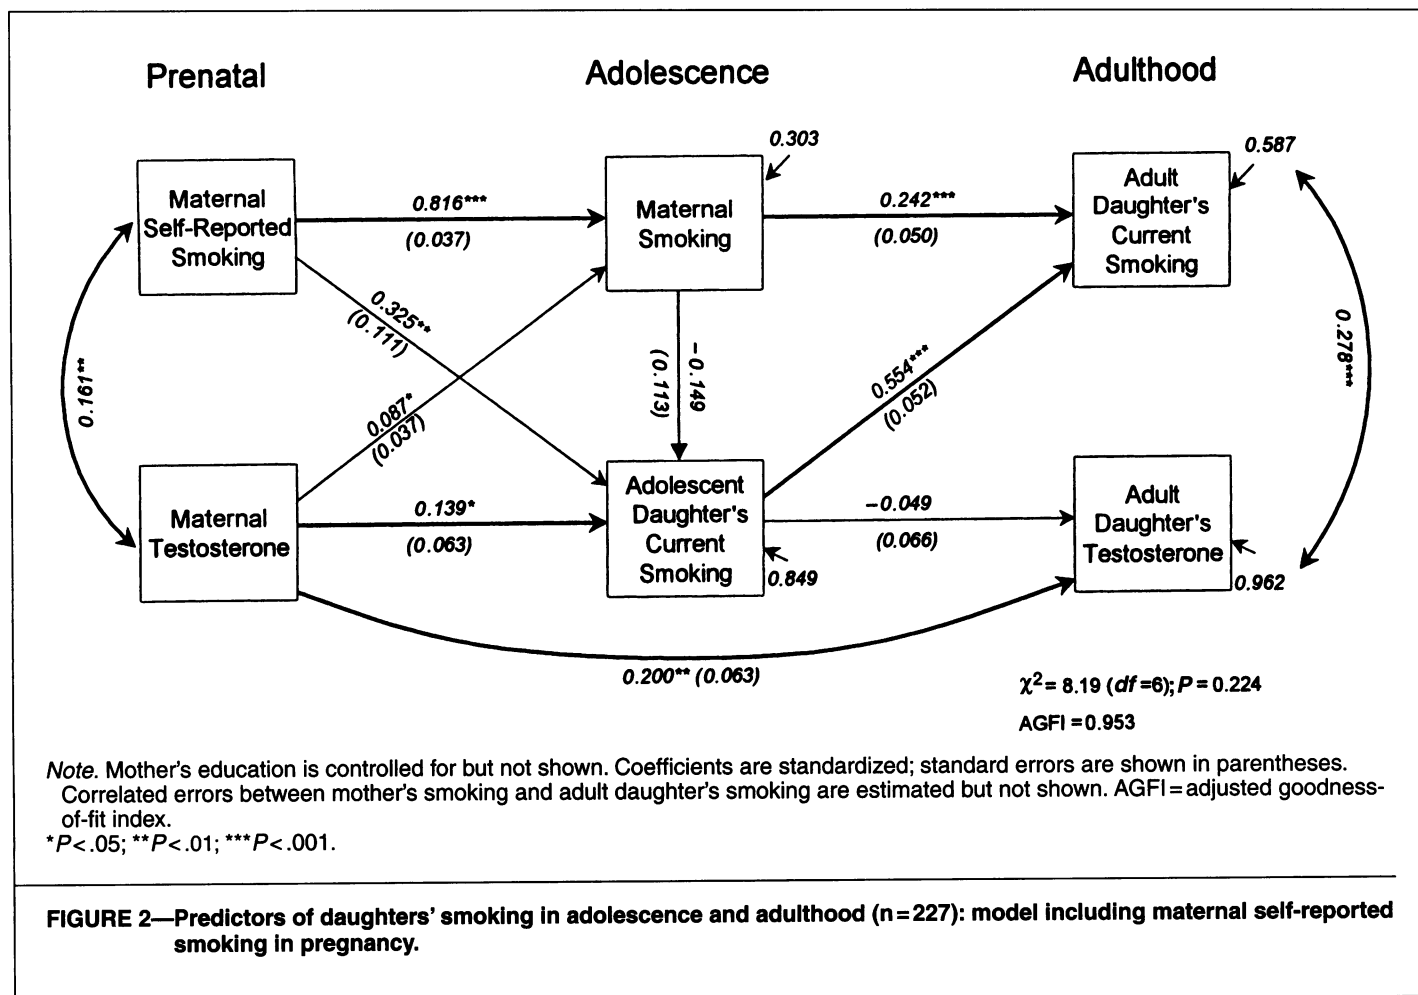 Prenatal
Adolescence
Adulthood
0.303
0.587
Maternal
Self-Reported
Smoking
0.816***
(0.037)
Maternal
Smoking
0.242***
(0.050)
Adult
Daughter's
Current
Smoking
0.325**
(0.111)
0.161**
0.087*
(0.037)
-0.149
(0.113)
0.554***
(0.052)
0.278***
Maternal
Testosterone
0.139*
(0.063)
Adolescent
Daughter's
Current
Smoking
0.849
-0.049
(0.066)
Adult
Daughter's
Testosterone
0.962
0.200** (0.063)
χ2= 8.19 (df=6); P = 0.224
AGFI =0.953
Note. Mother's education is controlled for but not shown. Coefficients are standardized; standard errors are shown in parentheses.
Correlated errors between mother's smoking and adult daughter's smoking are estimated but not shown. AGFI=adjusted goodness-
of-fit index.
*P<.05; **P<.01; ***P<.001.
FIGURE 2—Predictors of daughters' smoking in adolescence and adulthood (n=227): model including maternal self-reported
smoking in pregnancy.